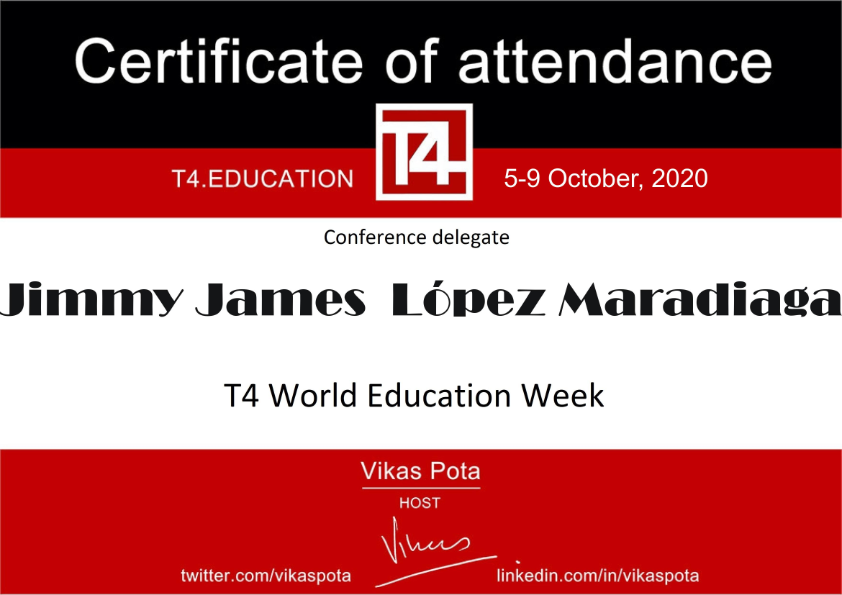 Certificate of attendance
T4
T4.EDUCATION 5-9 October, 2020
Conference delegate
Jimmy James López Maradiaga
T4 World Education Week
Vikas Pota
HOST
Vikas
twitter.com/vikaspota linkedin.com/in/vikaspota